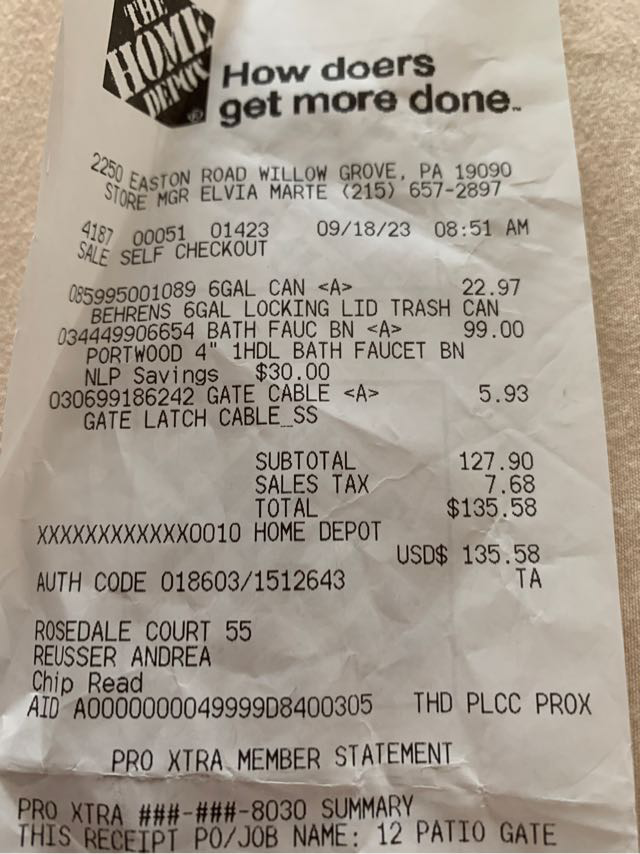 THE
HOME
DEPOT
How doers
get more done™
2250 EASTON ROAD WILLOW GROVE, PA 19090
STORE MGR ELVIA MARTE (215) 657-2897
4187 00051 01423 09/18/23 08:51 AM
SALE SELF CHECKOUT
085995001089 6GAL CAN <A> 22.97
BEHRENS 6GAL LOCKING LID TRASH CAN
034449906654 BATH FAUC BN <A> 99.00
PORTWOOD 4" 1HDL BATH FAUCET BN
NLP Savings $30.00
030699186242 GATE CABLE <A> 5.93
GATE LATCH CABLE_SS
SUBTOTAL 127.90
SALES TAX 7.68
TOTAL $135.58
XXXXXXXXXXXX0010 HOME DEPOT
USD$ 135.58
AUTH CODE 018603/1512643 TA
ROSEDALE COURT 55
REUSSER ANDREA
Chip Read
AID A0000000049999D8400305 THD PLCC PROX
PRO XTRA MEMBER STATEMENT
PRO XTRA ###-###-8030 SUMMARY
THIS RECEIPT PO/JOB NAME: 12 PATIO GATE